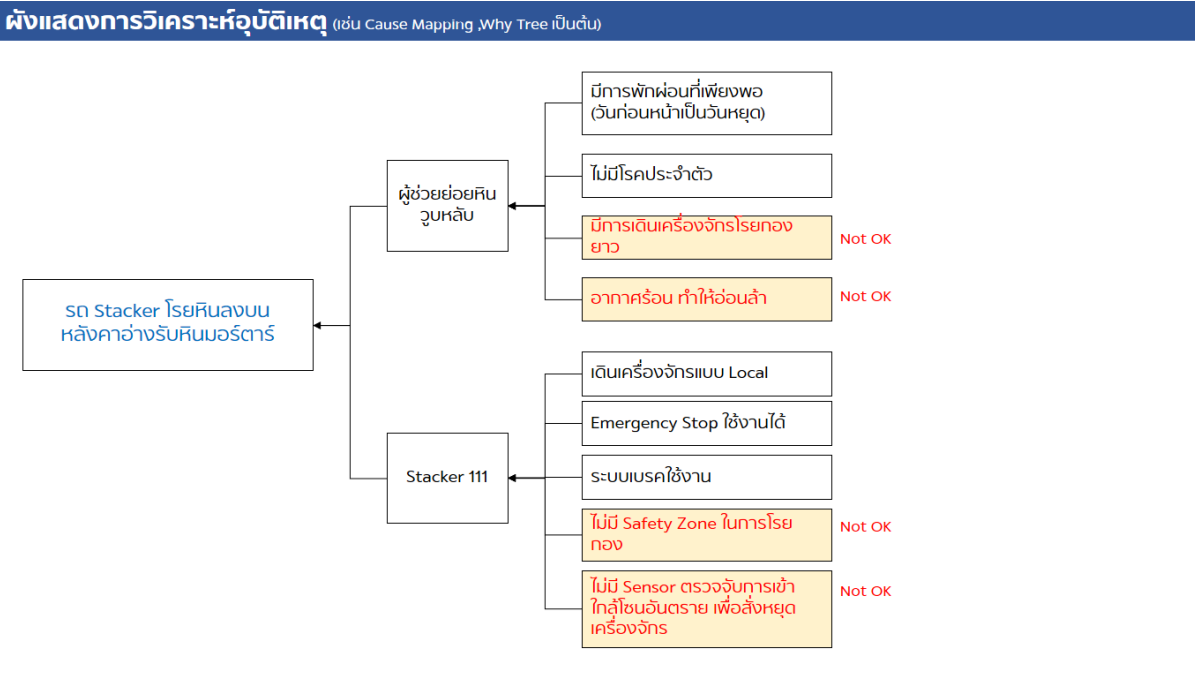 ผังแสดงการวิเคราะห์อุบัติเหตุ (เช่น Cause Mapping ,Why Tree เป็นต้น)
มีการพักผ่อนที่เพียงพอ
(วันก่อนหน้าเป็นวันหยุด)
ไม่มีโรคประจำตัว
ผู้ช่วยย่อยหิน
วูบหลับ
มีการเดินเครื่องจักรโรยกอง
ยาว
Not OK
อากาศร้อน ทำให้อ่อนล้า
Not OK
รถ Stacker โรยหินลงบน
หลังคาอ่างรับหินมอร์ตาร์
เดินเครื่องจักรแบบ Local
Emergency Stop ใช้งานได้
Stacker 111
ระบบเบรคใช้งาน
ไม่มี Safety Zone ในการโรย
กอง
Not OK
ไม่มี Sensor ตรวจจับการเข้า
ใกล้โซนอันตราย เพื่อสั่งหยุด
เครื่องจักร
Not OK